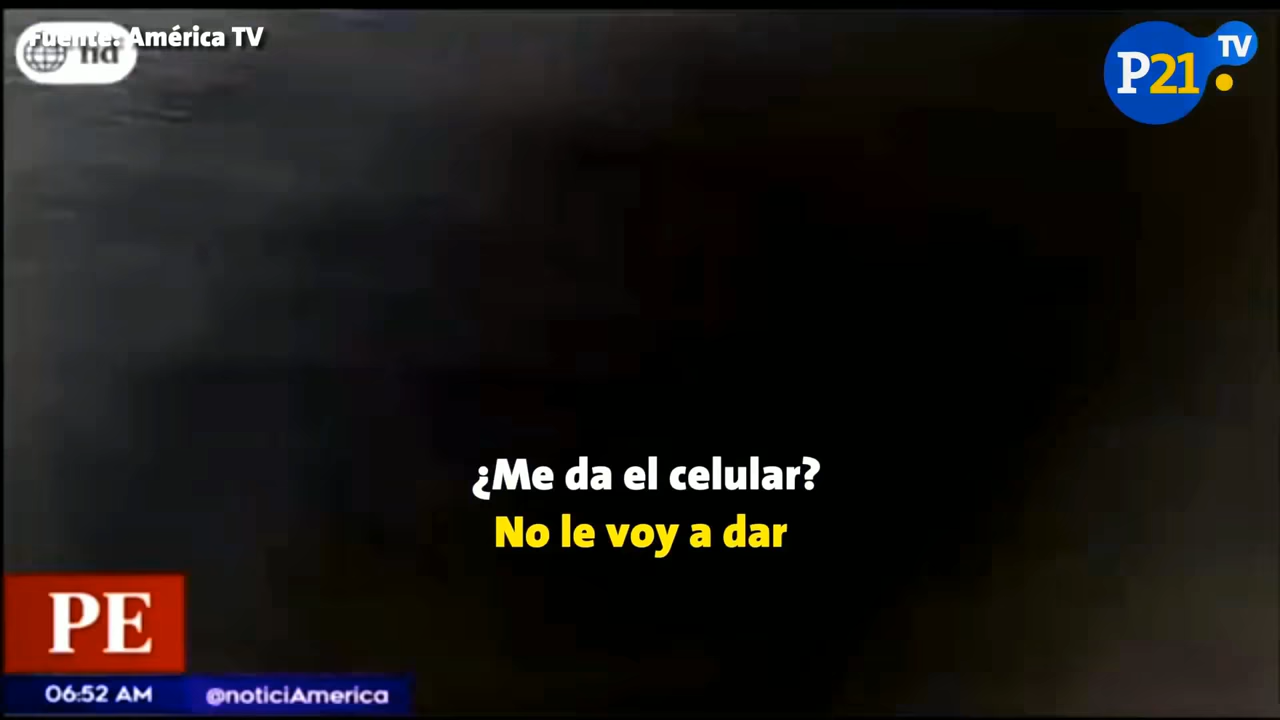 Fuente: América TV
P21 TV
¿Me da el celular?
No le voy a dar
PE
06:52 AM @noticiAmerica